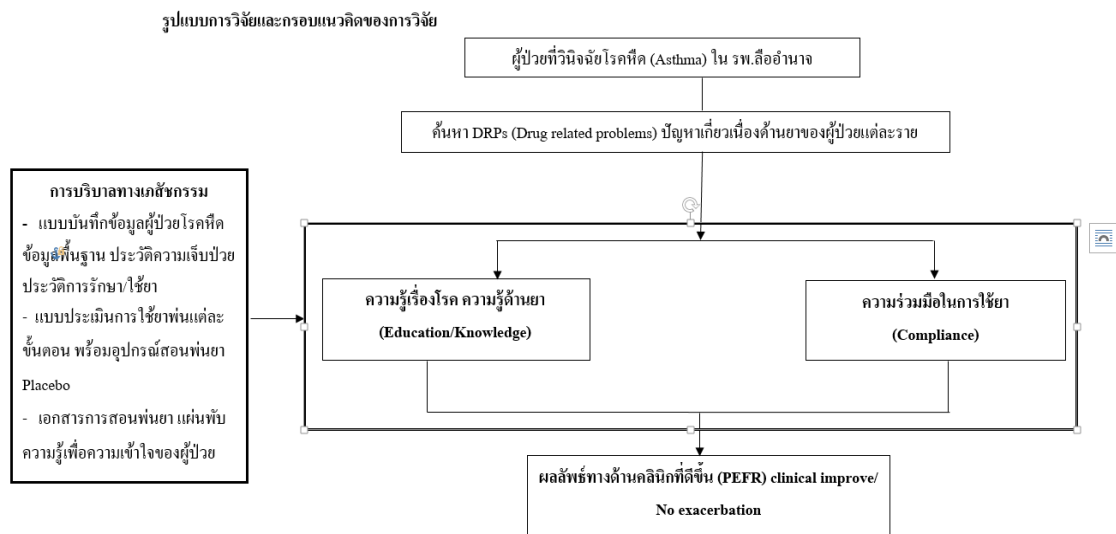 รูปแบบการวิจัยและกรอบแนวคิดของการวิจัย
ผู้ป่วยที่วินิจฉัยโรคหืด (Asthma) ใน รพ.ลืออำนาจ
ค้นหา DRPs (Drug related problems) ปัญหาเกี่ยวเนื่องด้านยาของผู้ป่วยแต่ละราย
การบริบาลทางเภสัชกรรม
- แบบบันทึกข้อมูลผู้ป่วยโรคหืด
ข้อมูลพื้นฐาน ประวัติความเจ็บป่วย
ประวัติการรักษา/ใช้ยา
- แบบประเมินการใช้ยาพ่นแต่ละ
ขั้นตอน พร้อมอุปกรณ์สอนพ่นยา
Placebo
- เอกสารการสอนพ่นยา แผ่นพับ
ความรู้เพื่อความเข้าใจของผู้ป่วย
ความรู้เรื่องโรค ความรู้ด้านยา
(Education/Knowledge)
ความร่วมมือในการใช้ยา
(Compliance)
ผลลัพธ์ทางด้านคลินิกที่ดีขึ้น (PEFR) clinical improve/
No exacerbation